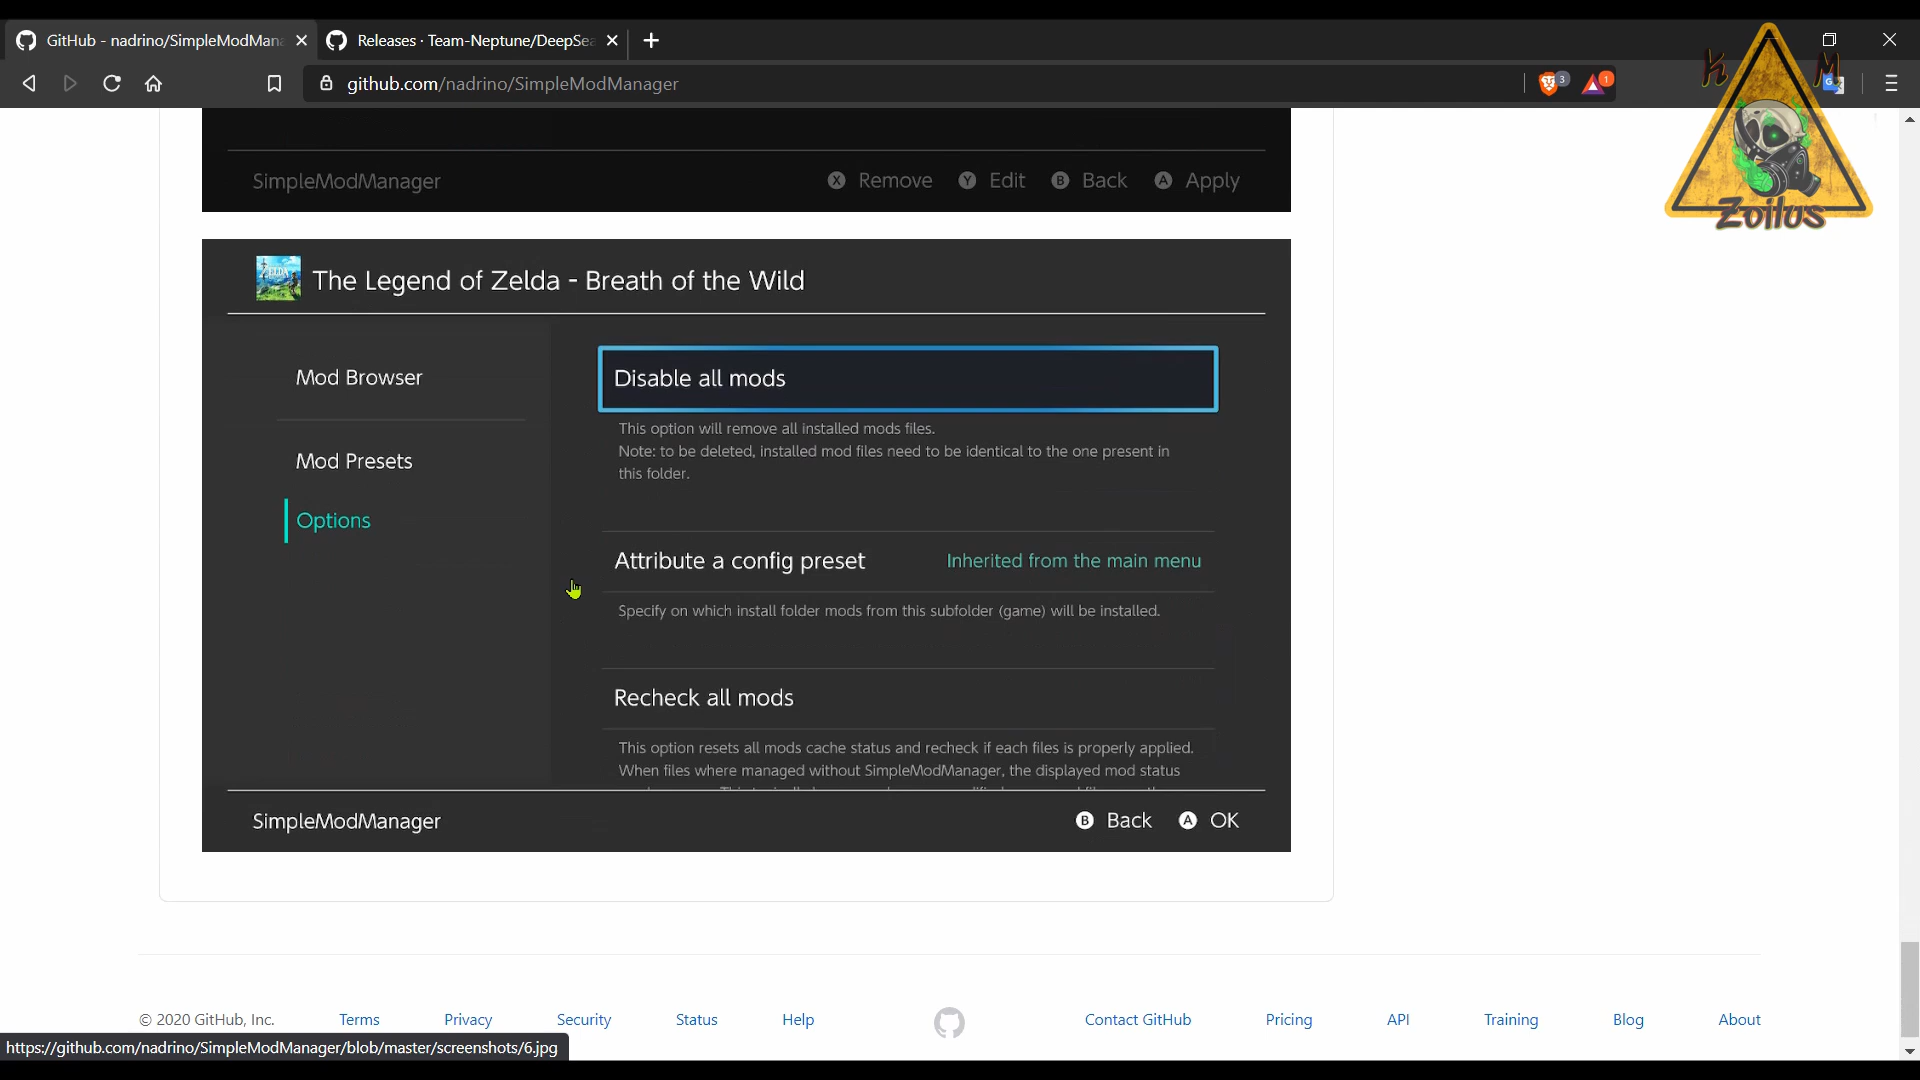 GitHub - nadrino/SimpleModMana
Releases · Team-Neptune/DeepSea
github.com/nadrino/SimpleModManager
3
1
K M
Zoilus
SimpleModManager
X Remove Y Edit B Back A Apply
The Legend of Zelda - Breath of the Wild
Mod Browser
Mod Presets
Options
Disable all mods
This option will remove all installed mods files.
Note: to be deleted, installed mod files need to be identical to the one present in
this folder.
Attribute a config preset Inherited from the main menu
Specify on which install folder mods from this subfolder (game) will be installed.
Recheck all mods
This option resets all mods cache status and recheck if each files is properly applied.
When files where managed without SimpleModManager, the displayed mod status
SimpleModManager
B Back A OK
© 2020 GitHub, Inc. Terms Privacy Security Status Help Contact GitHub Pricing API Training Blog About
https://github.com/nadrino/SimpleModManager/blob/master/screenshots/6.jpg